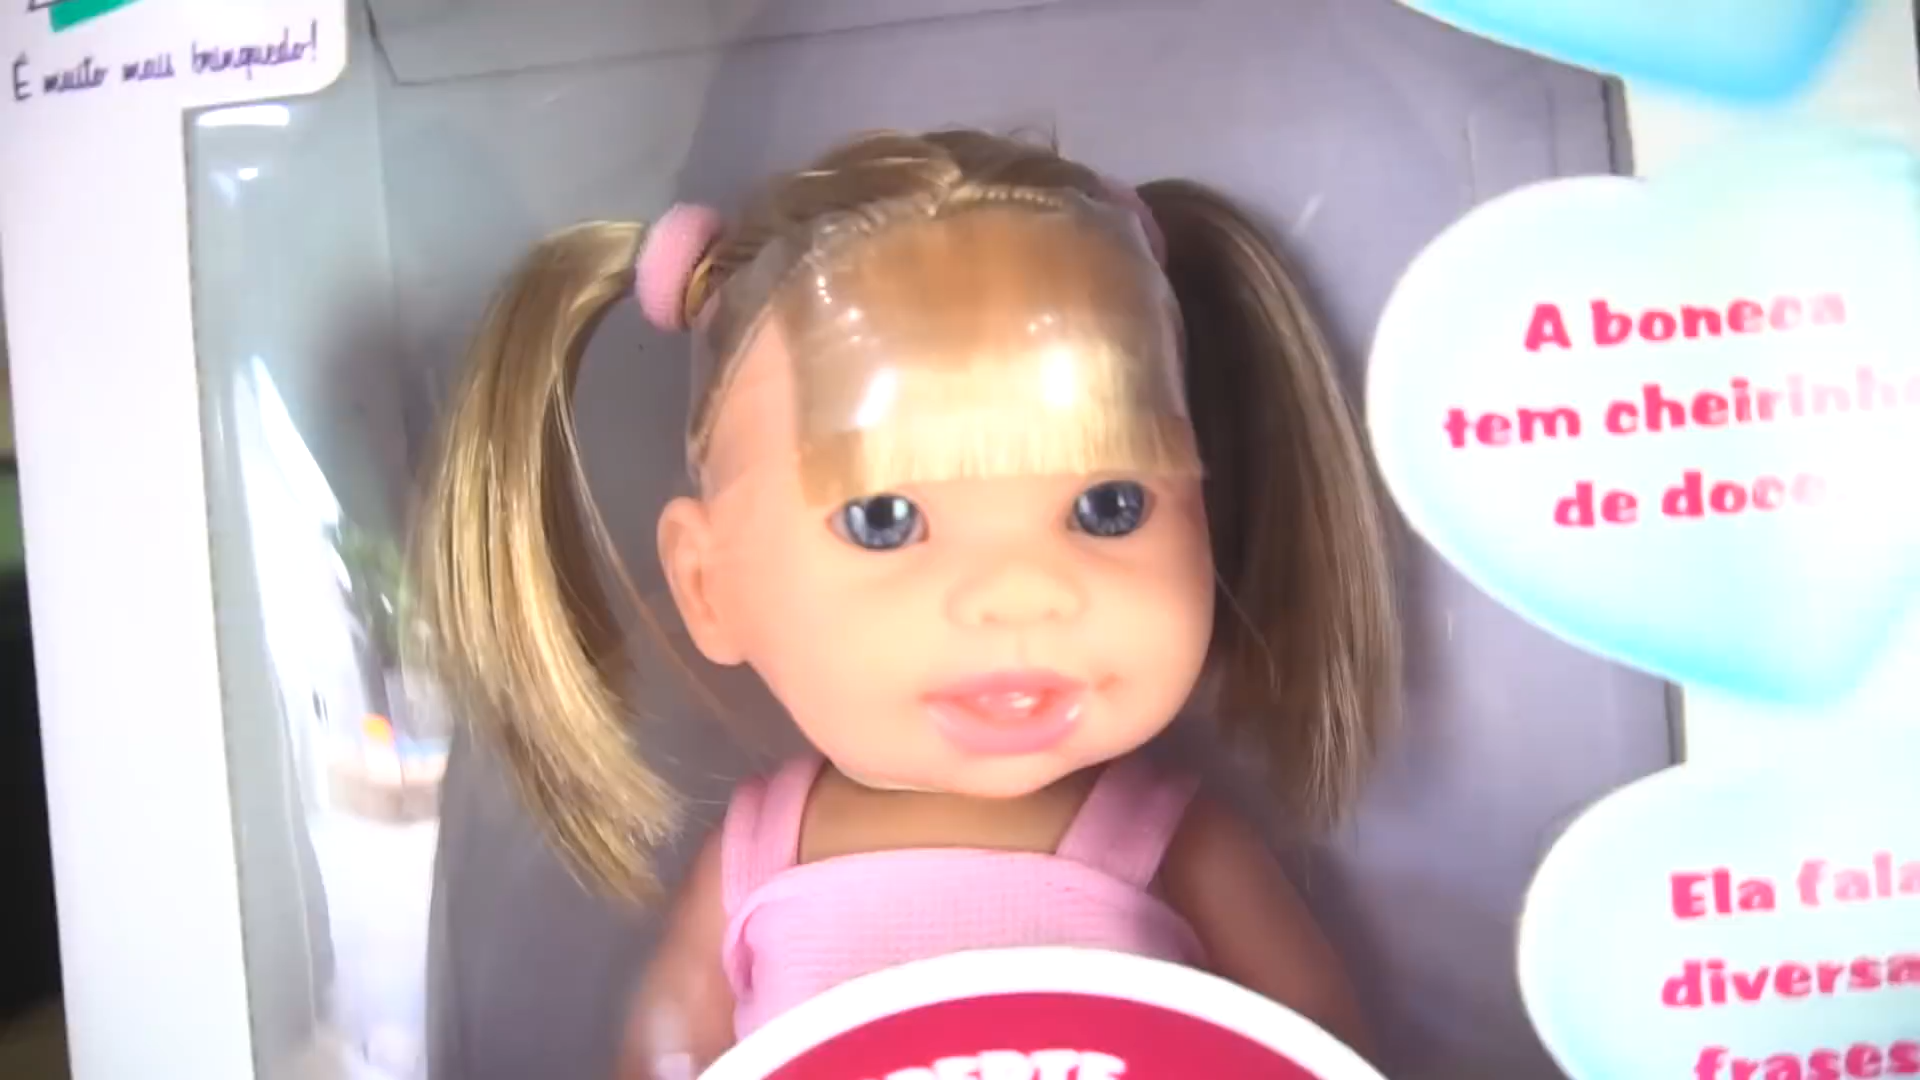 É muito mais brinquedo!
A boneca
tem cheirinho
de doce.
Ela fala
diversas
frases